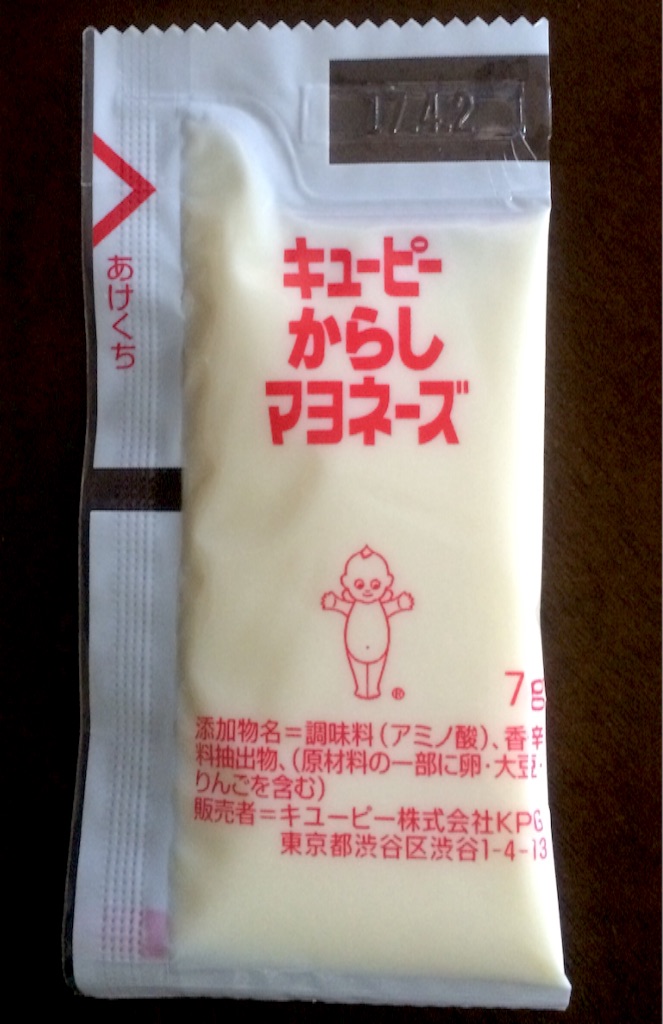 17.4.2
あけくち
キューピー
からし
マヨネーズ
®
7g
添加物名=調味料(アミノ酸)、香辛
料抽出物、(原材料の一部に卵・大豆・
りんごを含む)
販売者=キユーピー株式会社KPG
東京都渋谷区渋谷1-4-13